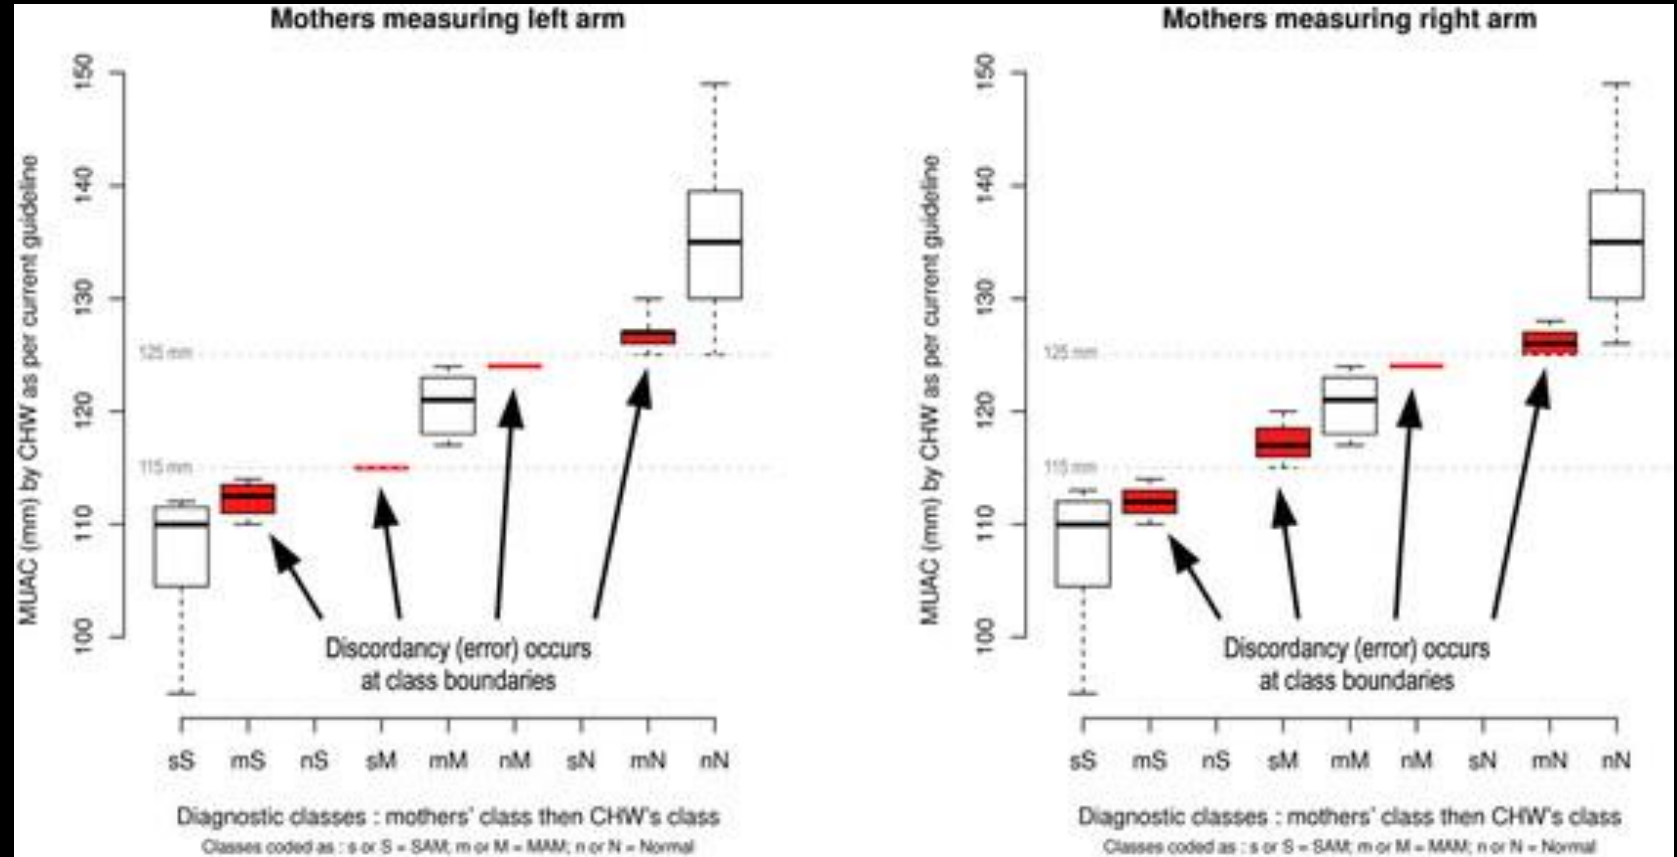 Mothers measuring left arm
MUAC (mm) by CHW as per current guideline
150
140
130
120
110
100
125 mm
115 mm
Discordancy (error) occurs
at class boundaries
sS mS nS sM mM nM sN mN nN
Diagnostic classes : mothers' class then CHW's class
Classes coded as : s or S = SAM; m or M = MAM; n or N = Normal
Mothers measuring right arm
MUAC (mm) by CHW as per current guideline
150
140
130
120
110
100
125 mm
115 mm
Discordancy (error) occurs
at class boundaries
sS mS nS sM mM nM sN mN nN
Diagnostic classes : mothers' class then CHW's class
Classes coded as : s or S = SAM; m or M = MAM; n or N = Normal